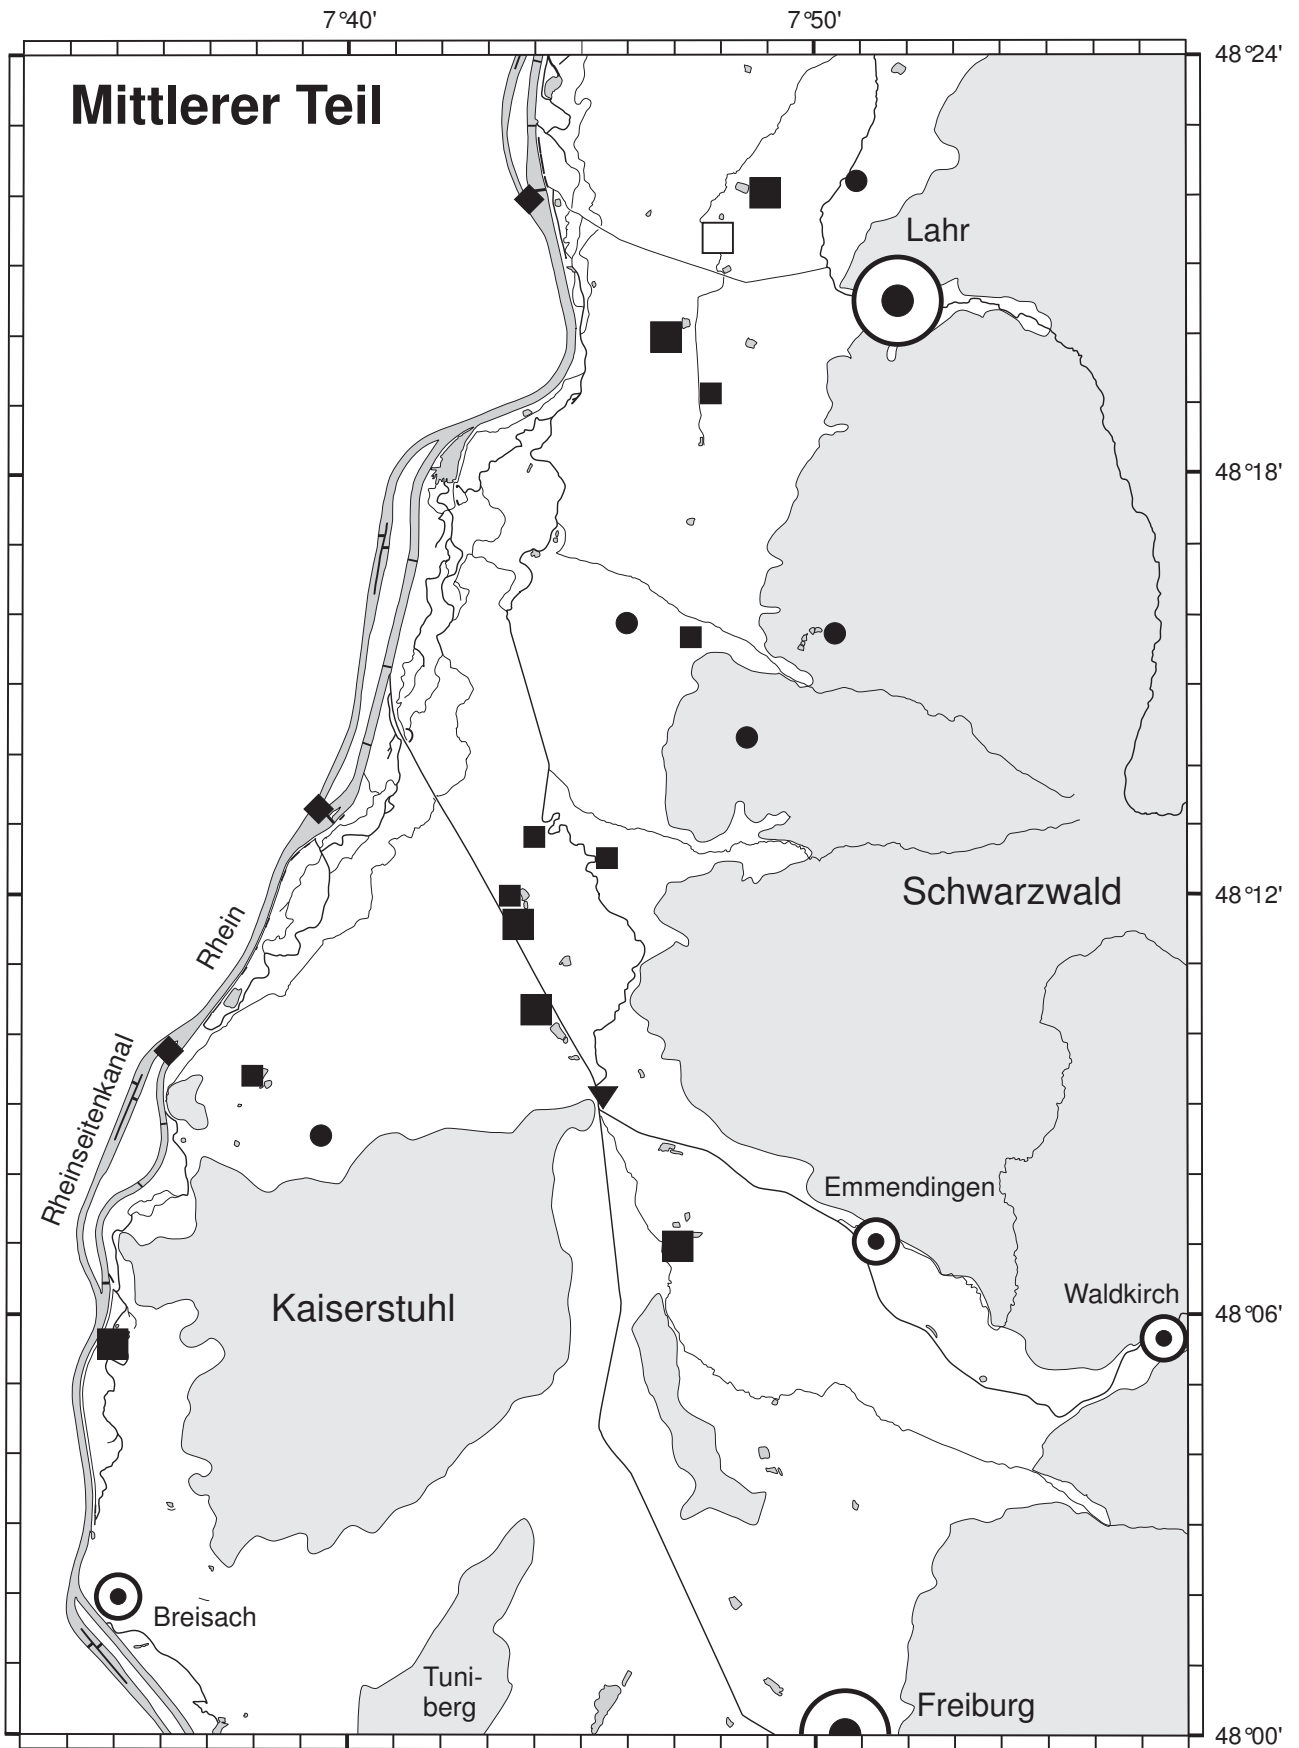 7°40'
7°50'
48°24'
Mittlerer Teil
Lahr
48°18'
48°12'
Schwarzwald
Rhein
Rheinseitenkanal
Emmendingen
Waldkirch
48°06'
Kaiserstuhl
Breisach
Tuni-
berg
Freiburg
48°00'